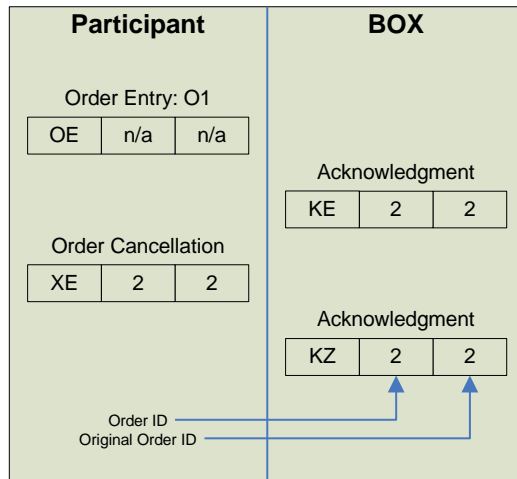 Participant
BOX
Order Entry: O1
OE n/a n/a
Acknowledgment
KE 2 2
Order Cancellation
XE 2 2
Acknowledgment
KZ 2 2
Order ID
Original Order ID